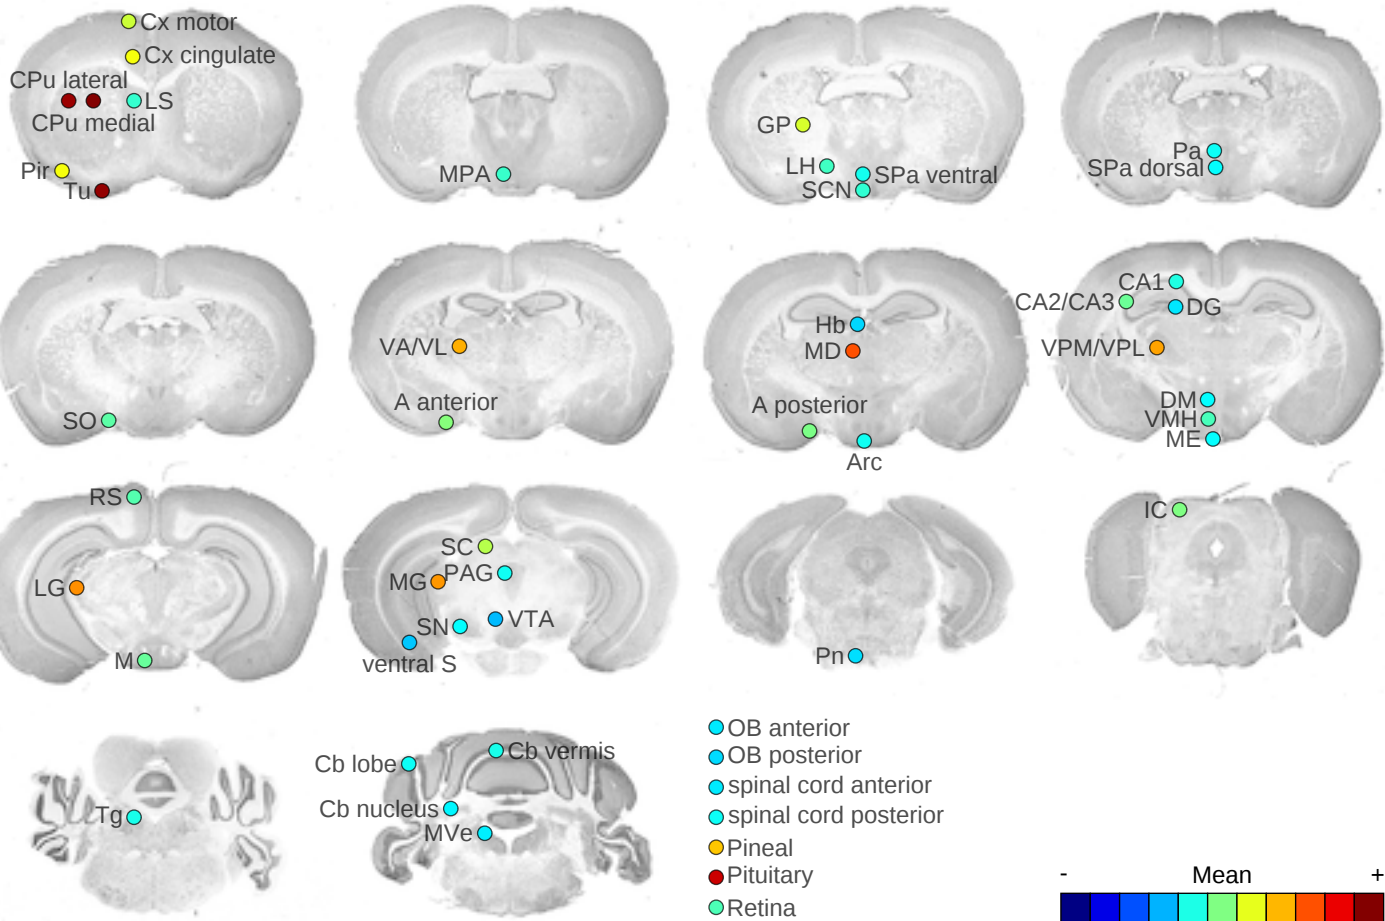 Cx motor
Cx cingulate
CPu lateral
LS
CPu medial
Pir
Tu
MPA
GP
LH
SPa ventral
SCN
Pa
SPa dorsal
SO
VA/VL
A anterior
Hb
MD
A posterior
Arc
CA1
CA2/CA3
DG
VPM/VPL
DM
VMH
ME
RS
LG
M
SC
MG
PAG
SN
VTA
ventral S
Pn
IC
Tg
Cb lobe
Cb vermis
Cb nucleus
MVe
OB anterior
OB posterior
spinal cord anterior
spinal cord posterior
Pineal
Pituitary
Retina
- Mean +